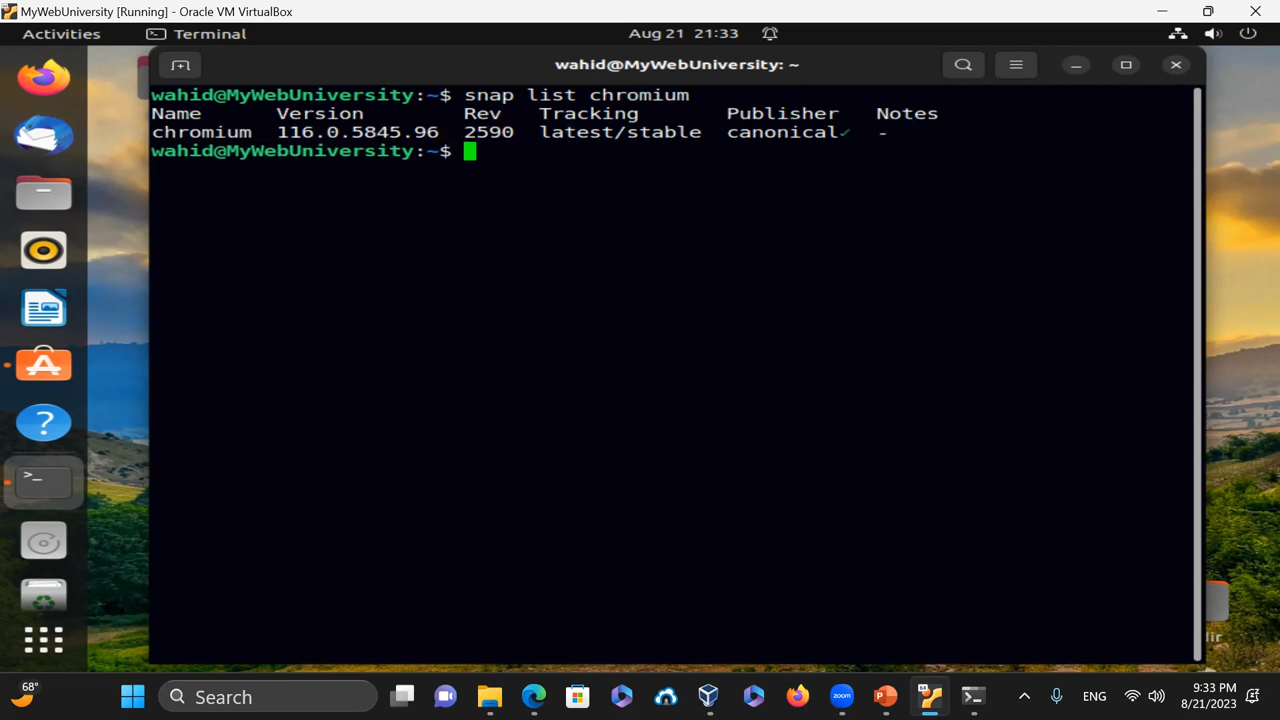 MyWebUniversity [Running] - Oracle VM VirtualBox
Activities Terminal Aug 21 21:33
wahid@MyWebUniversity: ~
wahid@MyWebUniversity:~$ snap list chromium
Name Version Rev Tracking Publisher Notes
chromium 116.0.5845.96 2590 latest/stable canonical✓ -
wahid@MyWebUniversity:~$
68° Search zoom 64 ENG 9:33 PM
8/21/2023